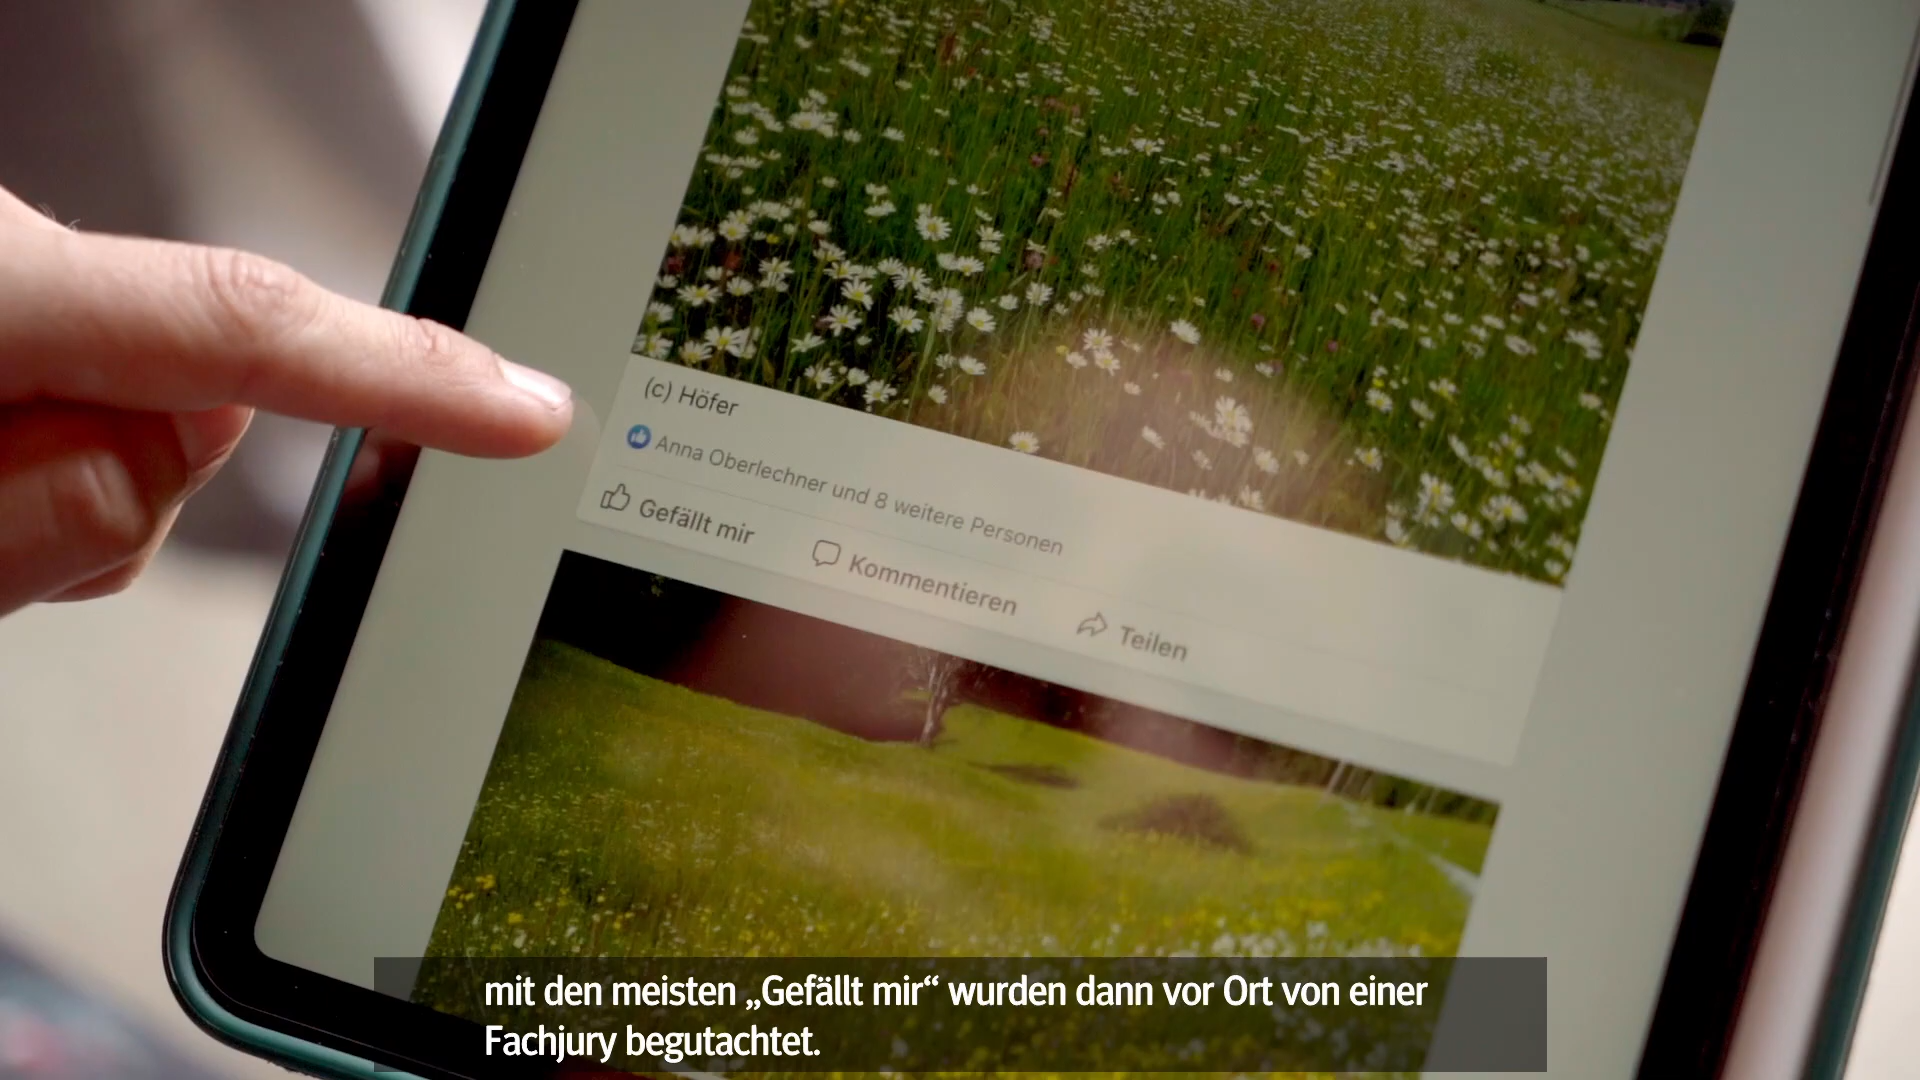 (c) Höfer
Anna Oberlechner und 8 weitere Personen
Gefällt mir
Kommentieren
Teilen
mit den meisten „Gefällt mir“ wurden dann vor Ort von einer
Fachjury begutachtet.